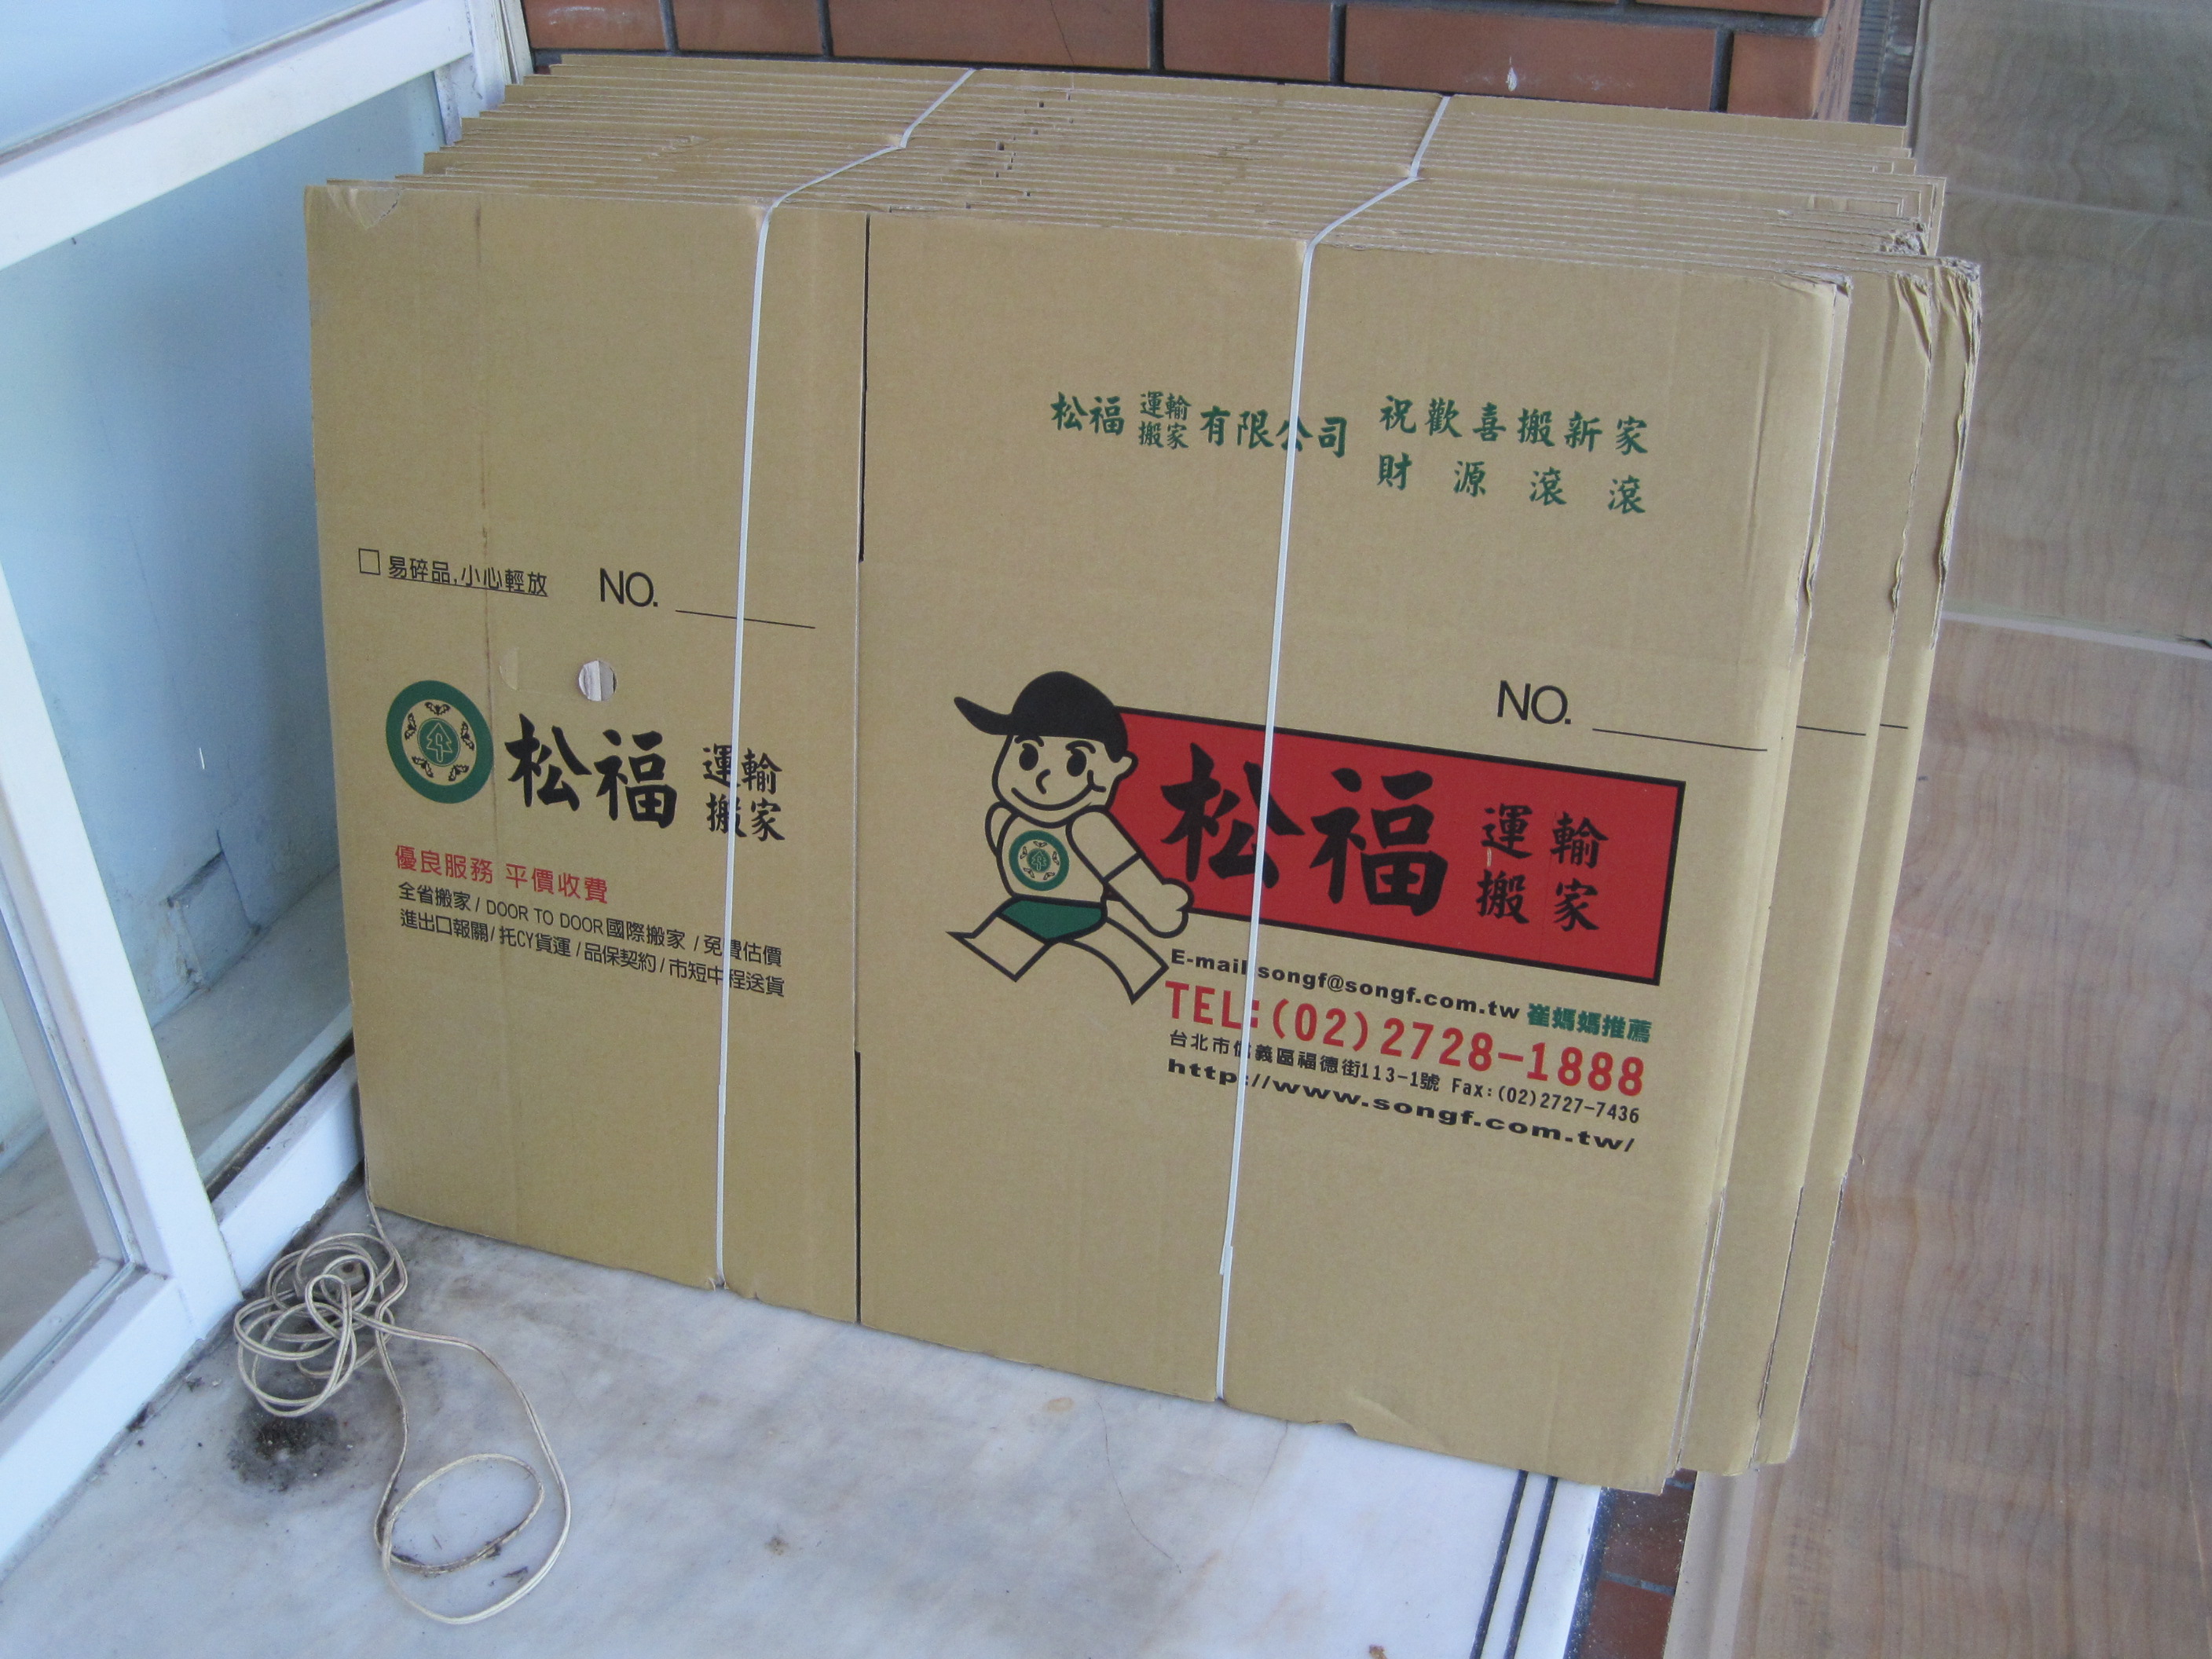 □易碎品,小心輕放 NO.
松福 運輸
搬家
優良服務 平價收費
全省搬家/DOOR TO DOOR國際搬家/免費估價
進出口報關/托CY貨運/品保契約/市短中程送貨
松福 運輸 有限公司
搬家
祝歡喜搬新家
財源滾滾
NO.
松福 運輸
搬家
E-mail:songf@songf.com.tw 崔媽媽推薦
TEL:(02)2728-1888
台北市信義區福德街113-1號 Fax:(02)2727-7436
http://www.songf.com.tw/